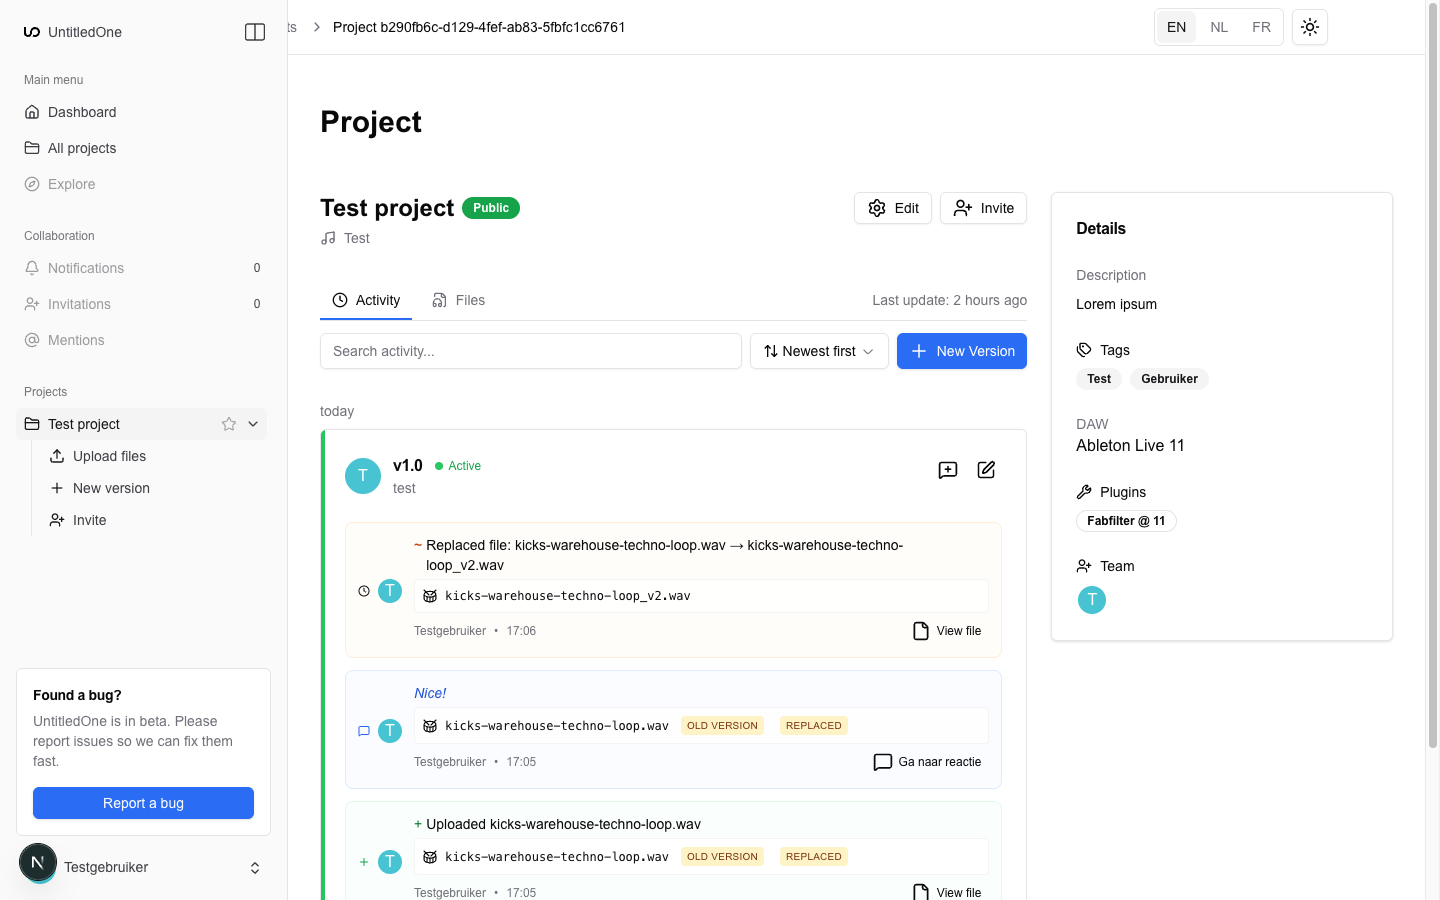 UntitledOne
Main menu
Dashboard
All projects
Explore
Collaboration
Notifications 0
Invitations 0
Mentions
Projects
Test project
Upload files
New version
Invite
Found a bug?
UntitledOne is in beta. Please
report issues so we can fix them
fast.
Report a bug
N
Testgebruiker
ts > Project b290fb6c-d129-4fef-ab83-5fbfc1cc6761
EN NL FR
Project
Test project Public
Test
Edit
Invite
Activity
Files
Last update: 2 hours ago
Search activity...
Newest first
New Version
today
T
v1.0 Active
test
~ Replaced file: kicks-warehouse-techno-loop.wav → kicks-warehouse-techno-
loop_v2.wav
T
kicks-warehouse-techno-loop_v2.wav
Testgebruiker • 17:06
View file
Nice!
T
kicks-warehouse-techno-loop.wav OLD VERSION REPLACED
Testgebruiker • 17:05
Ga naar reactie
+ Uploaded kicks-warehouse-techno-loop.wav
T
kicks-warehouse-techno-loop.wav OLD VERSION REPLACED
Testgebruiker • 17:05
View file
Details
Description
Lorem ipsum
Tags
Test Gebruiker
DAW
Ableton Live 11
Plugins
Fabfilter @ 11
Team
T